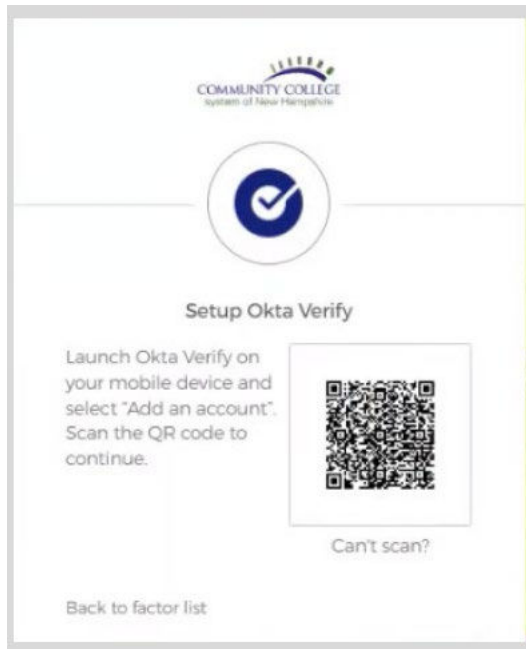 COMMUNITY COLLEGE
system of New Hampshire
Setup Okta Verify
Launch Okta Verify on
your mobile device and
select "Add an account".
Scan the QR code to
continue.
Can't scan?
Back to factor list